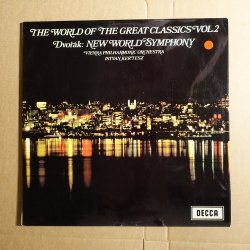 THE WORLD OF THE GREAT CLASSICS VOL 2
Dvořák: NEW WORLD SYMPHONY
VIENNA PHILHARMONIC ORCHESTRA
ISTVAN KERTESZ
DECCA